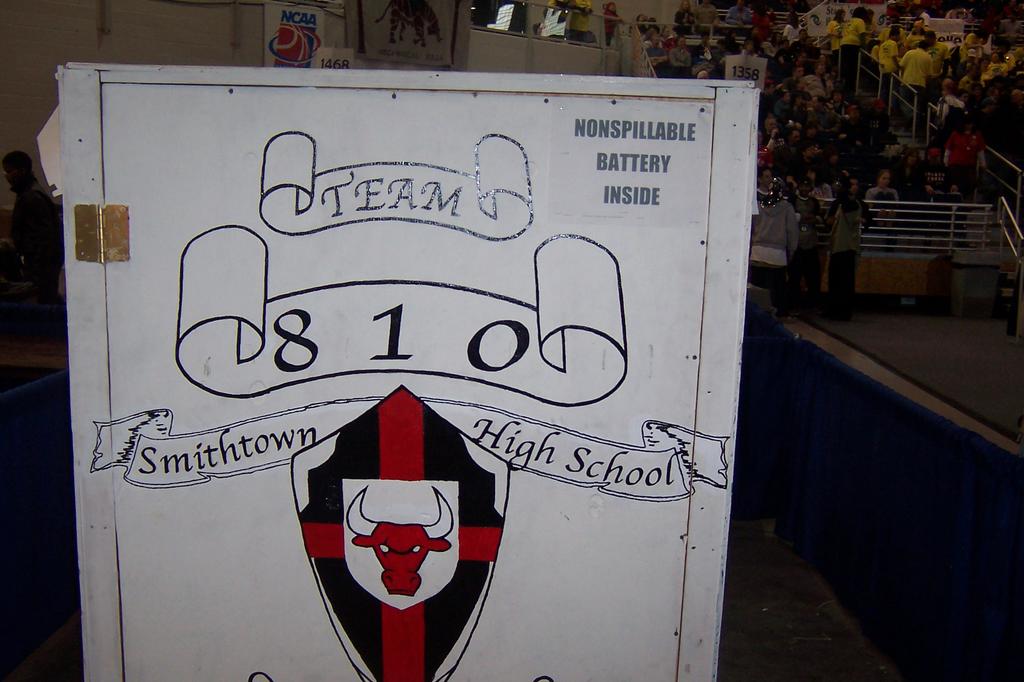 NCAA
1468
1358
NONSPILLABLE
BATTERY
INSIDE
TEAM
810
Smithtown High School